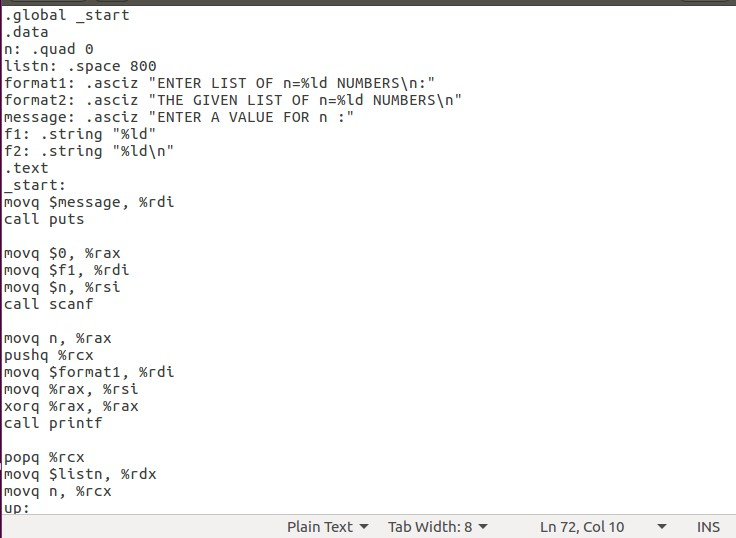 .global _start
.data
n: .quad 0
listn: .space 800
format1: .asciz "ENTER LIST OF n=%ld NUMBERS\n:"
format2: .asciz "THE GIVEN LIST OF n=%ld NUMBERS\n"
message: .asciz "ENTER A VALUE FOR n :"
f1: .string "%ld"
f2: .string "%ld\n"
.text
_start:
movq $message, %rdi
call puts

movq $0, %rax
movq $f1, %rdi
movq $n, %rsi
call scanf

movq n, %rax
pushq %rcx
movq $format1, %rdi
movq %rax, %rsi
xorq %rax, %rax
call printf

popq %rcx
movq $listn, %rdx
movq n, %rcx
up:
Plain Text Tab Width: 8 Ln 72, Col 10 INS